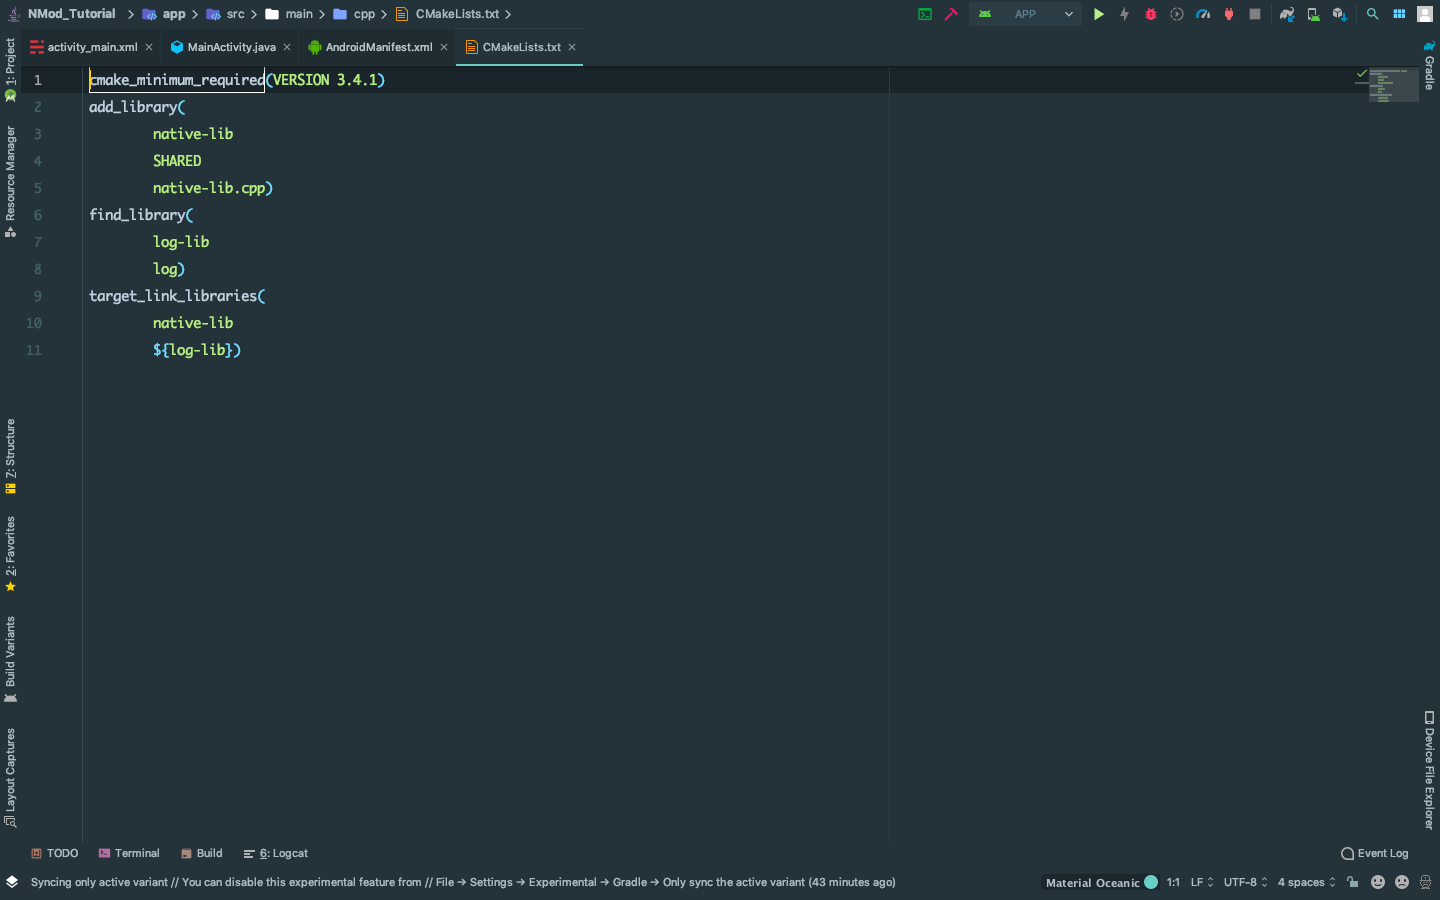 NMod_Tutorial app src main cpp CMakeLists.txt APP
activity_main.xml MainActivity.java AndroidManifest.xml CMakeLists.txt
1 cmake_minimum_required(VERSION 3.4.1)
2 add_library(
3 native-lib
4 SHARED
5 native-lib.cpp)
6 find_library(
7 log-lib
8 log)
9 target_link_libraries(
10 native-lib
11 ${log-lib})
1: Project
Resource Manager
7: Structure
2: Favorites
Build Variants
Layout Captures
Gradle
Device File Explorer
TODO Terminal Build 6: Logcat Event Log
Syncing only active variant // You can disable this experimental feature from // File → Settings → Experimental → Gradle → Only sync the active variant (43 minutes ago) Material Oceanic 1:1 LF UTF-8 4 spaces